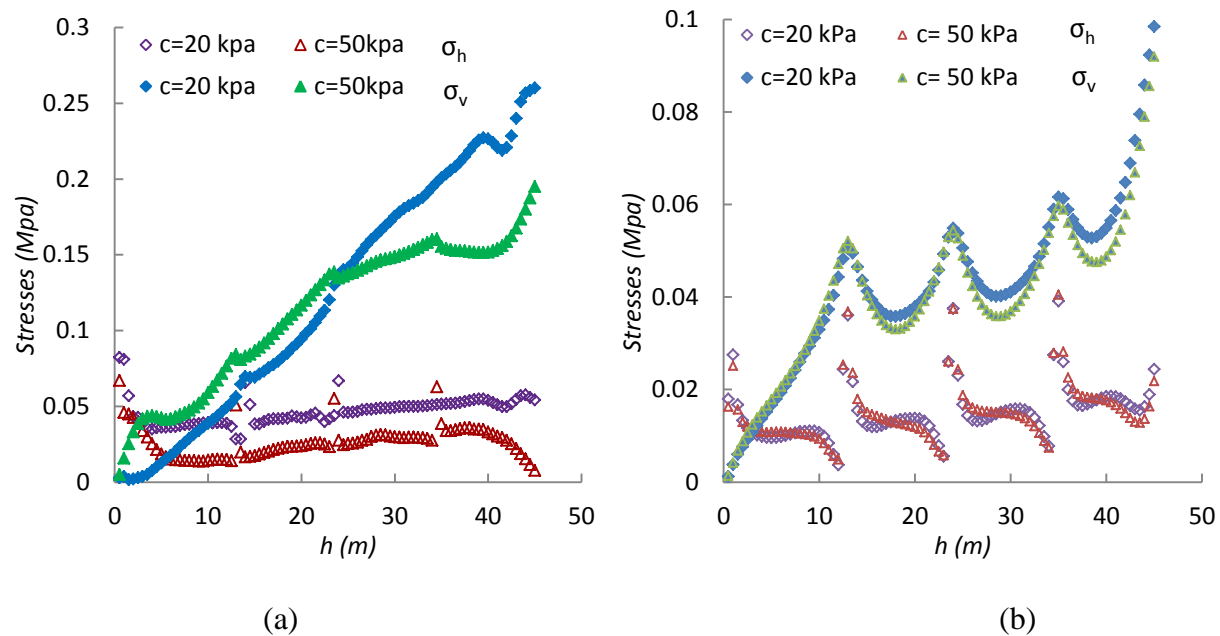 0.3
0.25
0.2
0.15
0.1
0.05
0
Stresses (Mpa)
0 10 20 30 40 50
h (m)
c=20 kpa c=50kpa σh
c=20 kpa c=50kpa σv
(a)
0.1
0.08
0.06
0.04
0.02
0
Stresses (Mpa)
0 10 20 30 40 50
h (m)
c=20 kPa c= 50 kPa σh
c=20 kPa c= 50 kPa σv
(b)